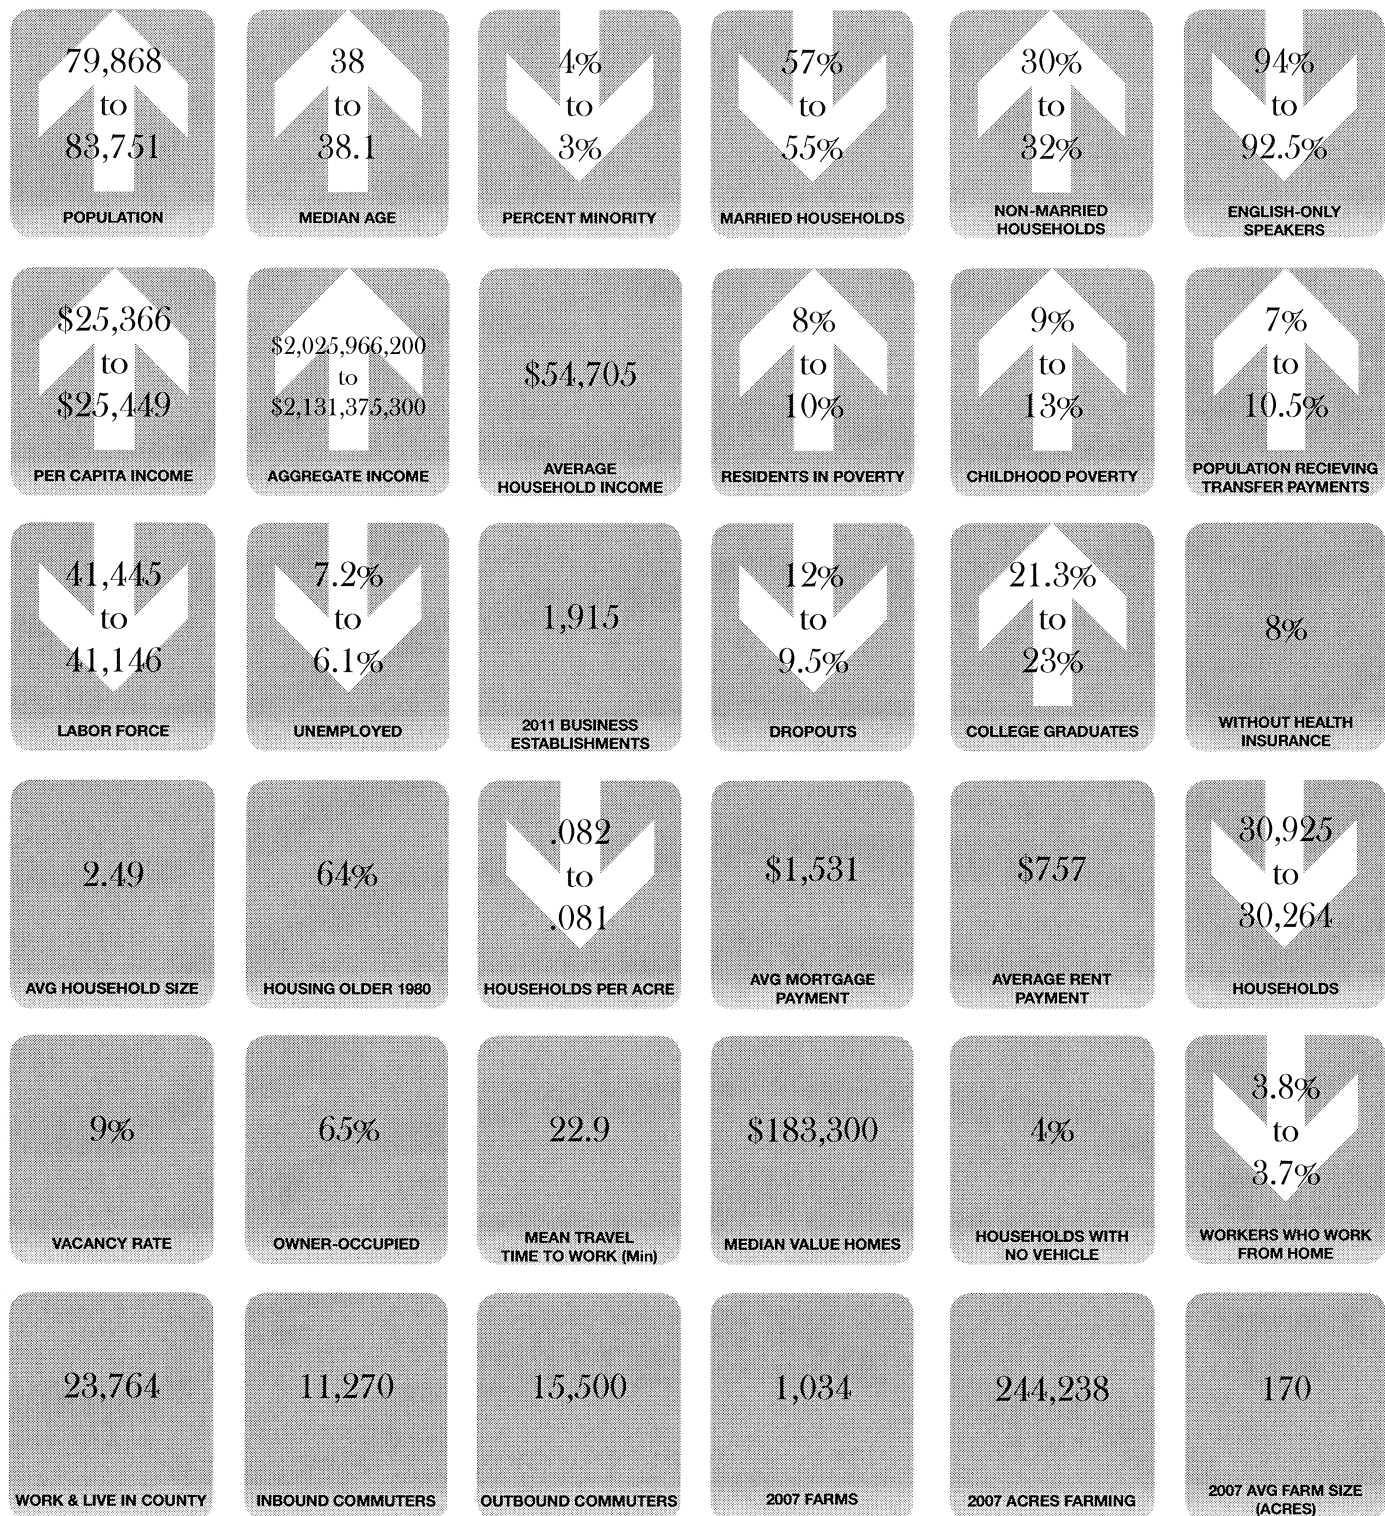 79,868
to
83,751
POPULATION
38
to
38.1
MEDIAN AGE
4%
to
3%
PERCENT MINORITY
57%
to
55%
MARRIED HOUSEHOLDS
30%
to
32%
NON-MARRIED
HOUSEHOLDS
94%
to
92.5%
ENGLISH-ONLY
SPEAKERS
$25,366
to
$25,449
PER CAPITA INCOME
$2,025,966,200
to
$2,131,375,300
AGGREGATE INCOME
$54,705
AVERAGE
HOUSEHOLD INCOME
8%
to
10%
RESIDENTS IN POVERTY
9%
to
13%
CHILDHOOD POVERTY
7%
to
10.5%
POPULATION RECIEVING
TRANSFER PAYMENTS
41,445
to
41,146
LABOR FORCE
7.2%
to
6.1%
UNEMPLOYED
1,915
2011 BUSINESS
ESTABLISHMENTS
12%
to
9.5%
DROPOUTS
21.3%
to
23%
COLLEGE GRADUATES
8%
WITHOUT HEALTH
INSURANCE
2.49
AVG HOUSEHOLD SIZE
64%
HOUSING OLDER 1980
.082
to
.081
HOUSEHOLDS PER ACRE
$1,531
AVG MORTGAGE
PAYMENT
$757
AVERAGE RENT
PAYMENT
30,925
to
30,264
HOUSEHOLDS
9%
VACANCY RATE
65%
OWNER-OCCUPIED
22.9
MEAN TRAVEL
TIME TO WORK (Min)
$183,300
MEDIAN VALUE HOMES
4%
HOUSEHOLDS WITH
NO VEHICLE
3.8%
to
3.7%
WORKERS WHO WORK
FROM HOME
23,764
WORK & LIVE IN COUNTY
11,270
INBOUND COMMUTERS
15,500
OUTBOUND COMMUTERS
1,034
2007 FARMS
244,238
2007 ACRES FARMING
170
2007 AVG FARM SIZE
(ACRES)